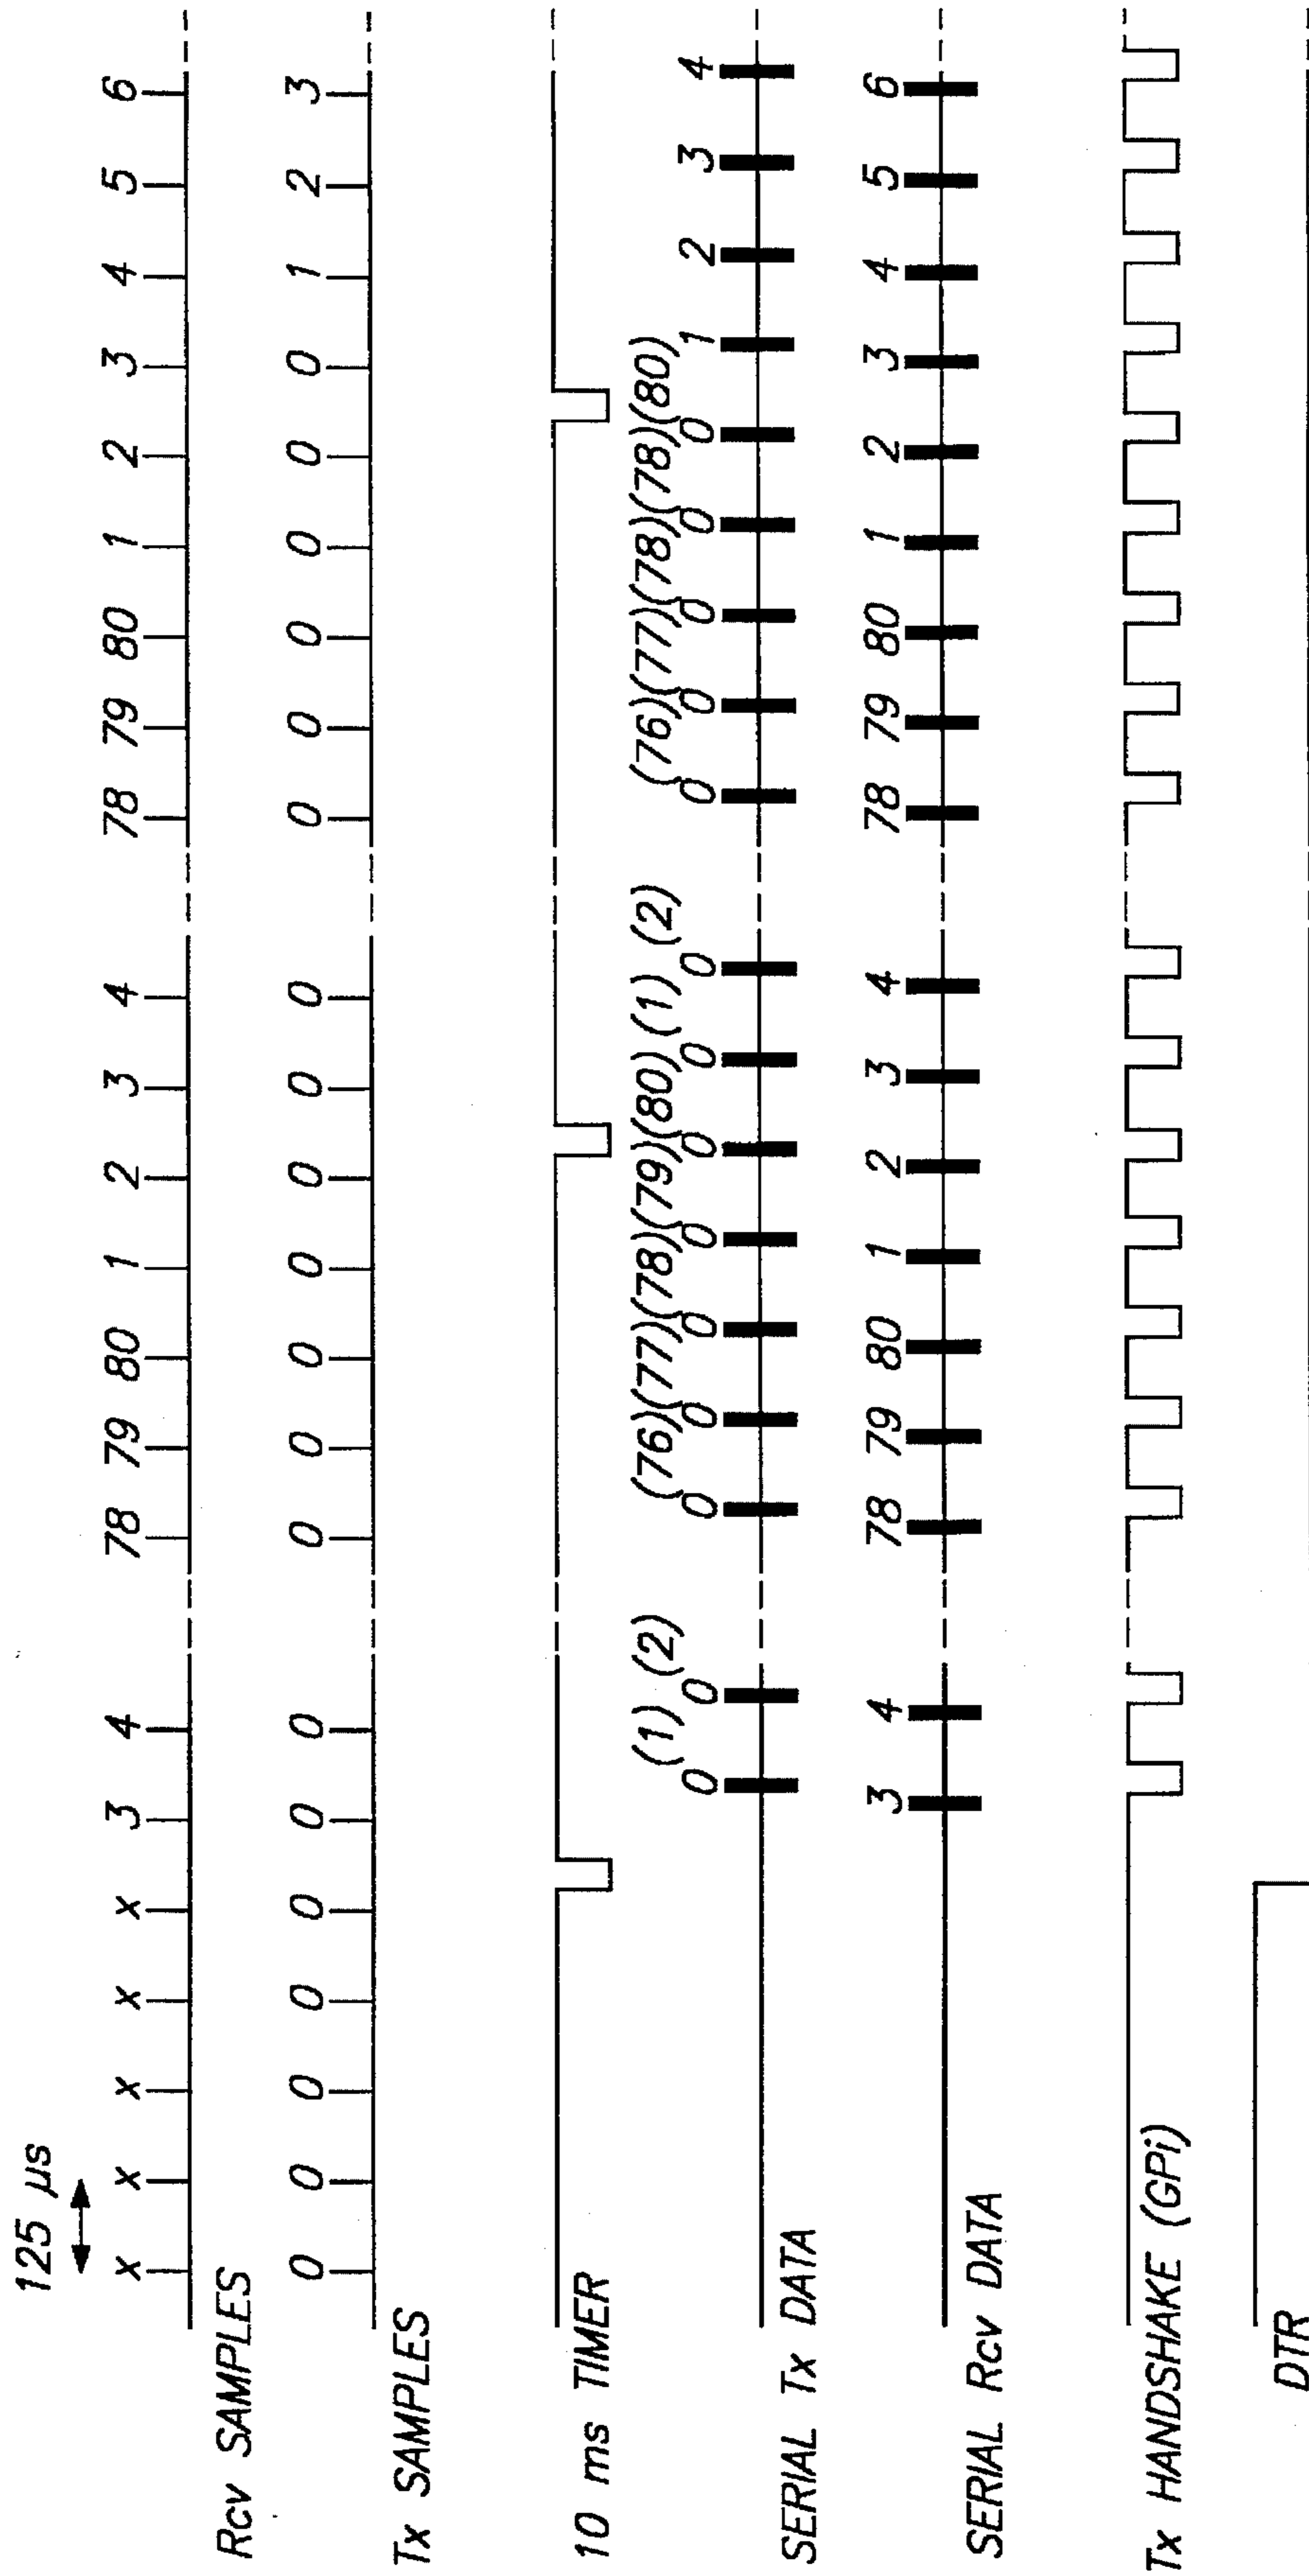 125 µs
x x x x x 3 4 78 79 80 1 2 3 4 78 79 80 1 2 3 4 5 6
Rcv SAMPLES
0 0 0 0 0 0 0 0 0 0 0 0 0 0 0 0 0 0 0 0 1 2 3
Tx SAMPLES
10 ms TIMER
(1) (2) (76)(77)(78)(79)(80) (1) (2) (76)(77)(78)(78)(80)
0 0 0 0 0 0 0 0 0 0 0 0 0 0 1 2 3 4
SERIAL Tx DATA
3 4 78 79 80 1 2 3 4 78 79 80 1 2 3 4 5 6
SERIAL Rcv DATA
Tx HANDSHAKE (GPi)
DTR